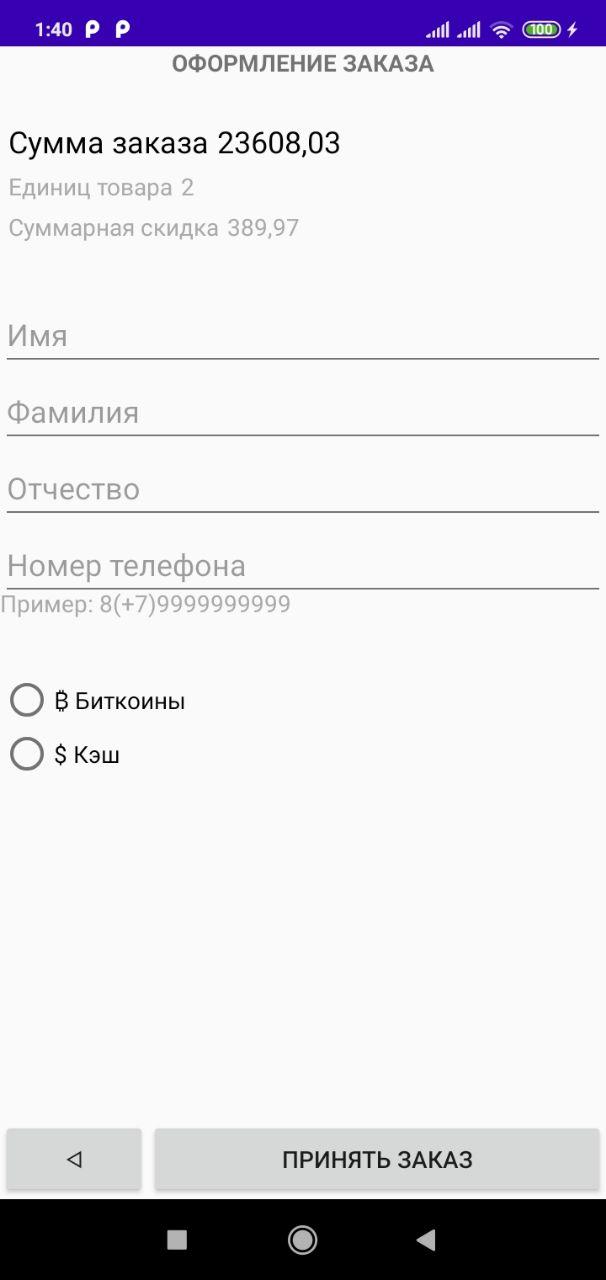 1:40 P P 100
ОФОРМЛЕНИЕ ЗАКАЗА
Сумма заказа 23608,03
Единиц товара 2
Суммарная скидка 389,97
Имя
Фамилия
Отчество
Номер телефона
Пример: 8(+7)9999999999
₿ Биткоины
$ Кэш
ПРИНЯТЬ ЗАКАЗ